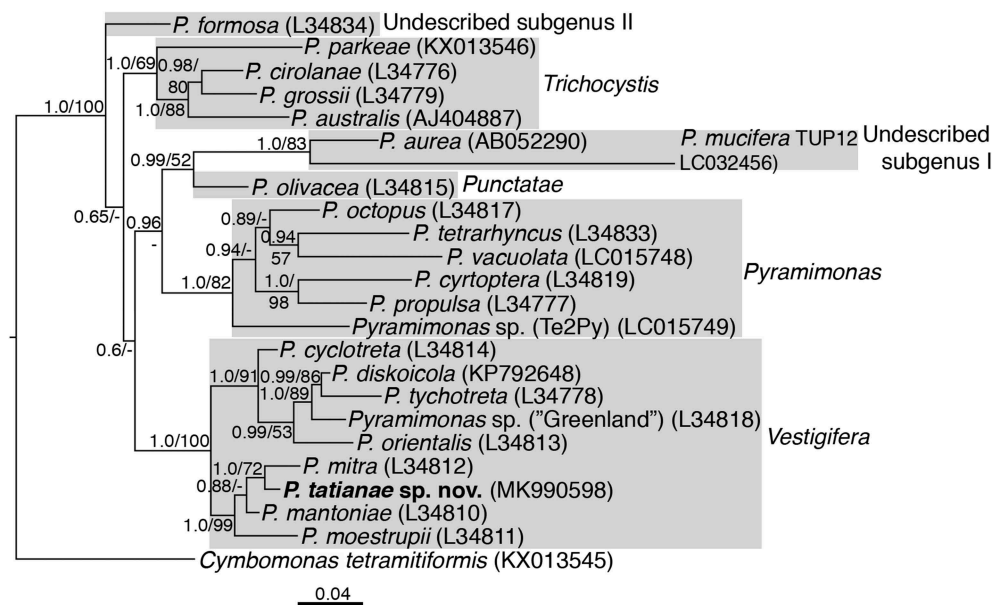 P. formosa (L34834) Undescribed subgenus II
1.0/69 0.98/ P. parkeae (KX013546)
80 P. cirolanae (L34776)
P. grossii (L34779) Trichocystis
1.0/100 1.0/88 P. australis (AJ404887)
1.0/83 P. aurea (AB052290) P. mucifera TUP12 Undescribed
0.99/52 LC032456) subgenus I
P. olivacea (L34815) Punctatae
0.65/- 0.96 0.89/- P. octopus (L34817)
- 0.94 P. tetrarhyncus (L34833)
0.94/- 57 P. vacuolata (LC015748)
1.0/82 1.0/ P. cyrtoptera (L34819) Pyramimonas
98 P. propulsa (L34777)
Pyramimonas sp. (Te2Py) (LC015749)
0.6/- P. cyclotreta (L34814)
1.0/91 0.99/86 P. diskoicola (KP792648)
1.0/89 P. tychotreta (L34778)
Pyramimonas sp. (”Greenland”) (L34818)
1.0/100 0.99/53 P. orientalis (L34813) Vestigifera
1.0/72 P. mitra (L34812)
0.88/- P. tatianae sp. nov. (MK990598)
P. mantoniae (L34810)
1.0/99 P. moestrupii (L34811)
Cymbomonas tetramitiformis (KX013545)
0.04